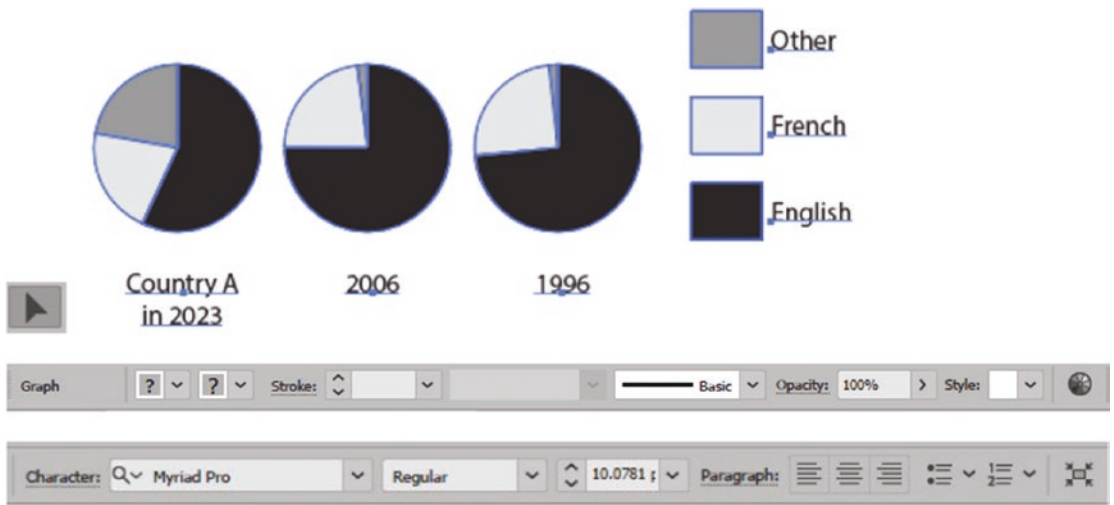 Other
French
English
Country A
in 2023
2006
1996
Graph ? ? Stroke: Basic Opacity: 100% Style:
Character: Myriad Pro Regular 10.0781 p Paragraph: